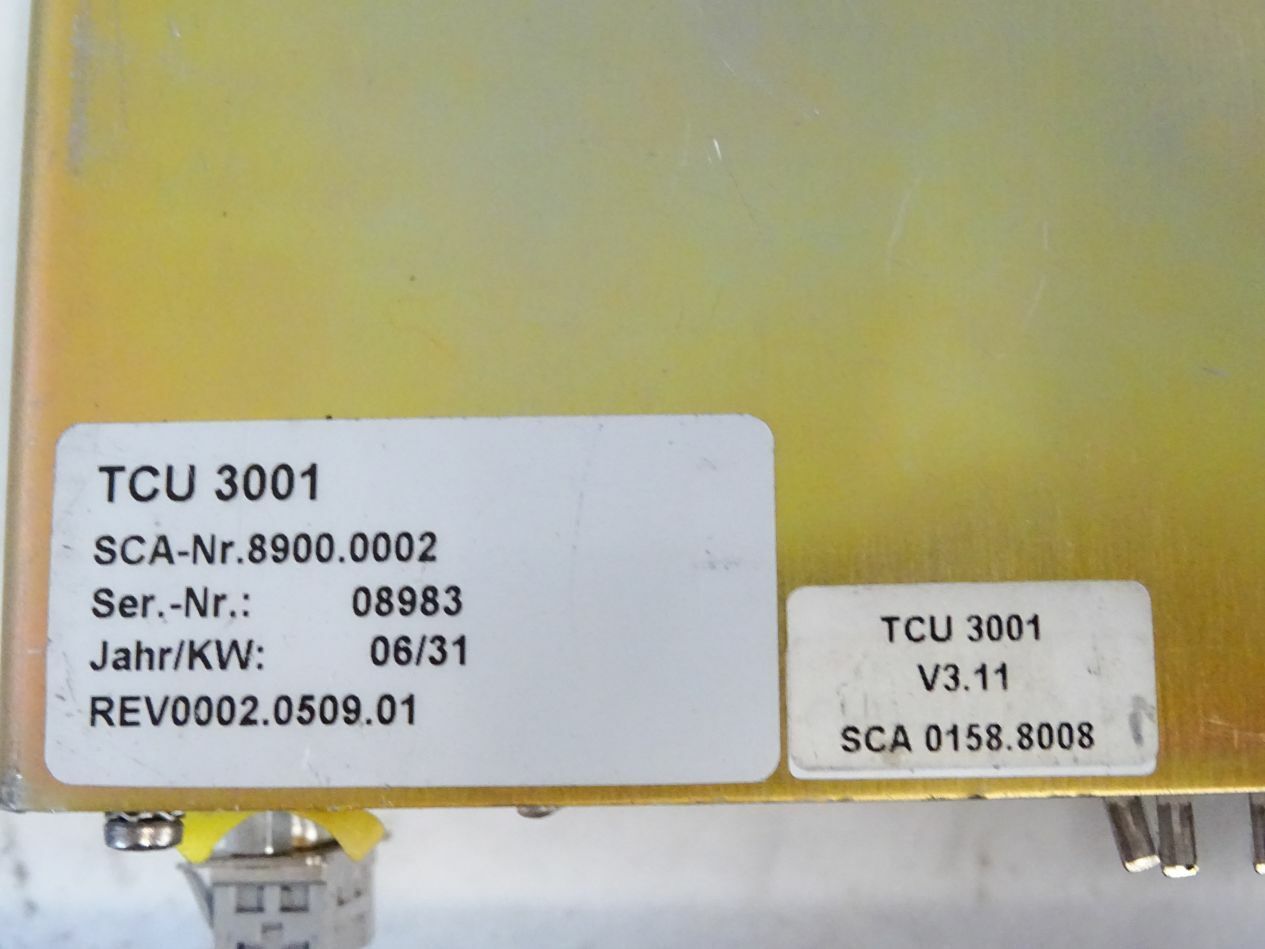 TCU 3001
SCA-Nr.8900.0002
Ser.-Nr.: 08983
Jahr/KW: 06/31
REV0002.0509.01
TCU 3001
V3.11
SCA 0158.8008